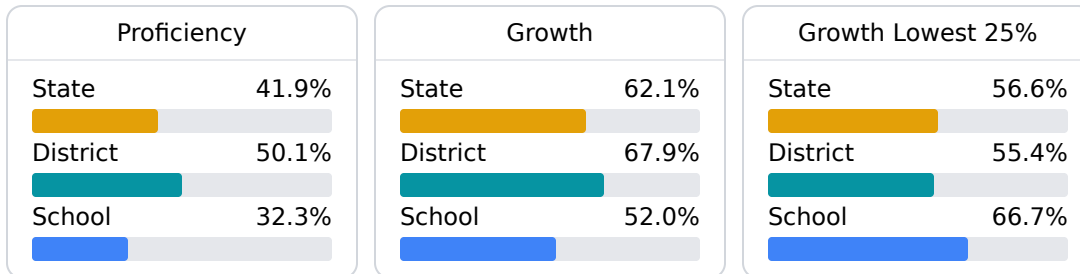 Proficiency
State 41.9%
District 50.1%
School 32.3%
Growth
State 62.1%
District 67.9%
School 52.0%
Growth Lowest 25%
State 56.6%
District 55.4%
School 66.7%